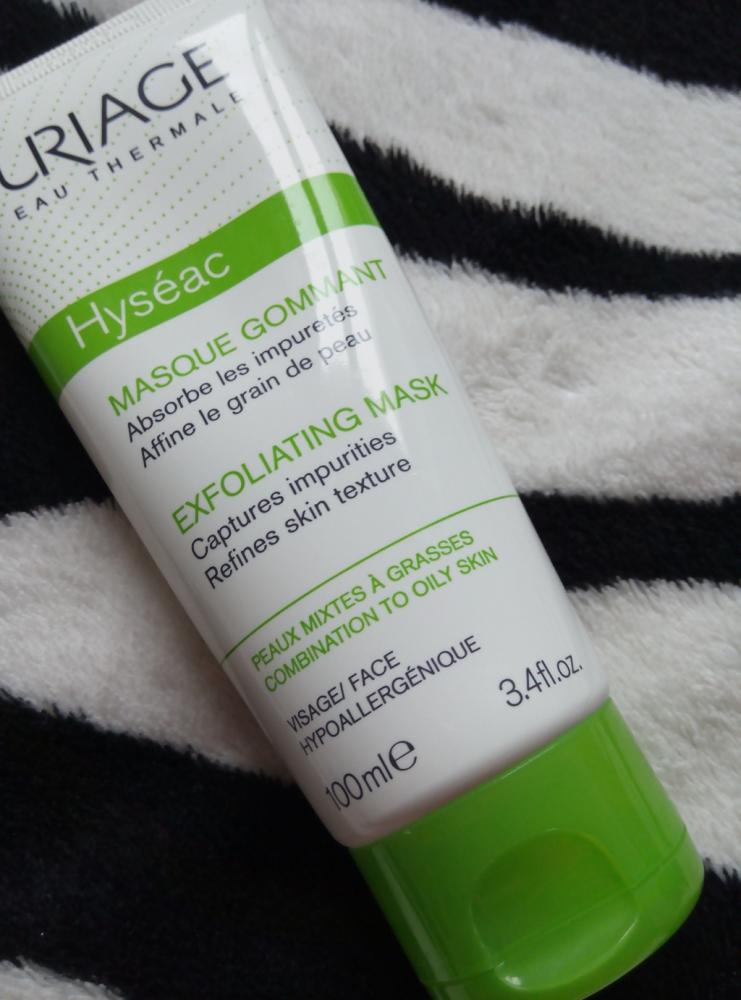 URIAGE
EAU THERMALE
Hyséac
MASQUE GOMMANT
Absorbe les impuretés
Affine le grain de peau
EXFOLIATING MASK
Captures impurities
Refines skin texture
PEAUX MIXTES À GRASSES
COMBINATION TO OILY SKIN
VISAGE/ FACE
HYPOALLERGÉNIQUE
100ml℮ 3.4fl.oz.